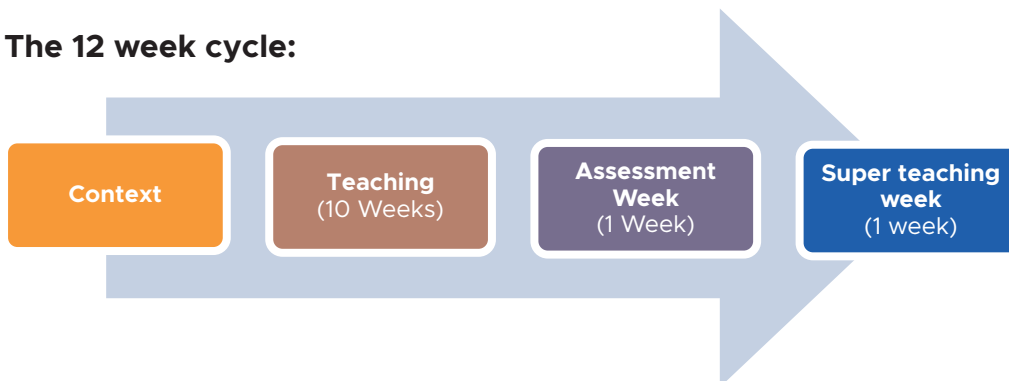 The 12 week cycle:
Context
Teaching
(10 Weeks)
Assessment
Week
(1 Week)
Super teaching
week
(1 week)